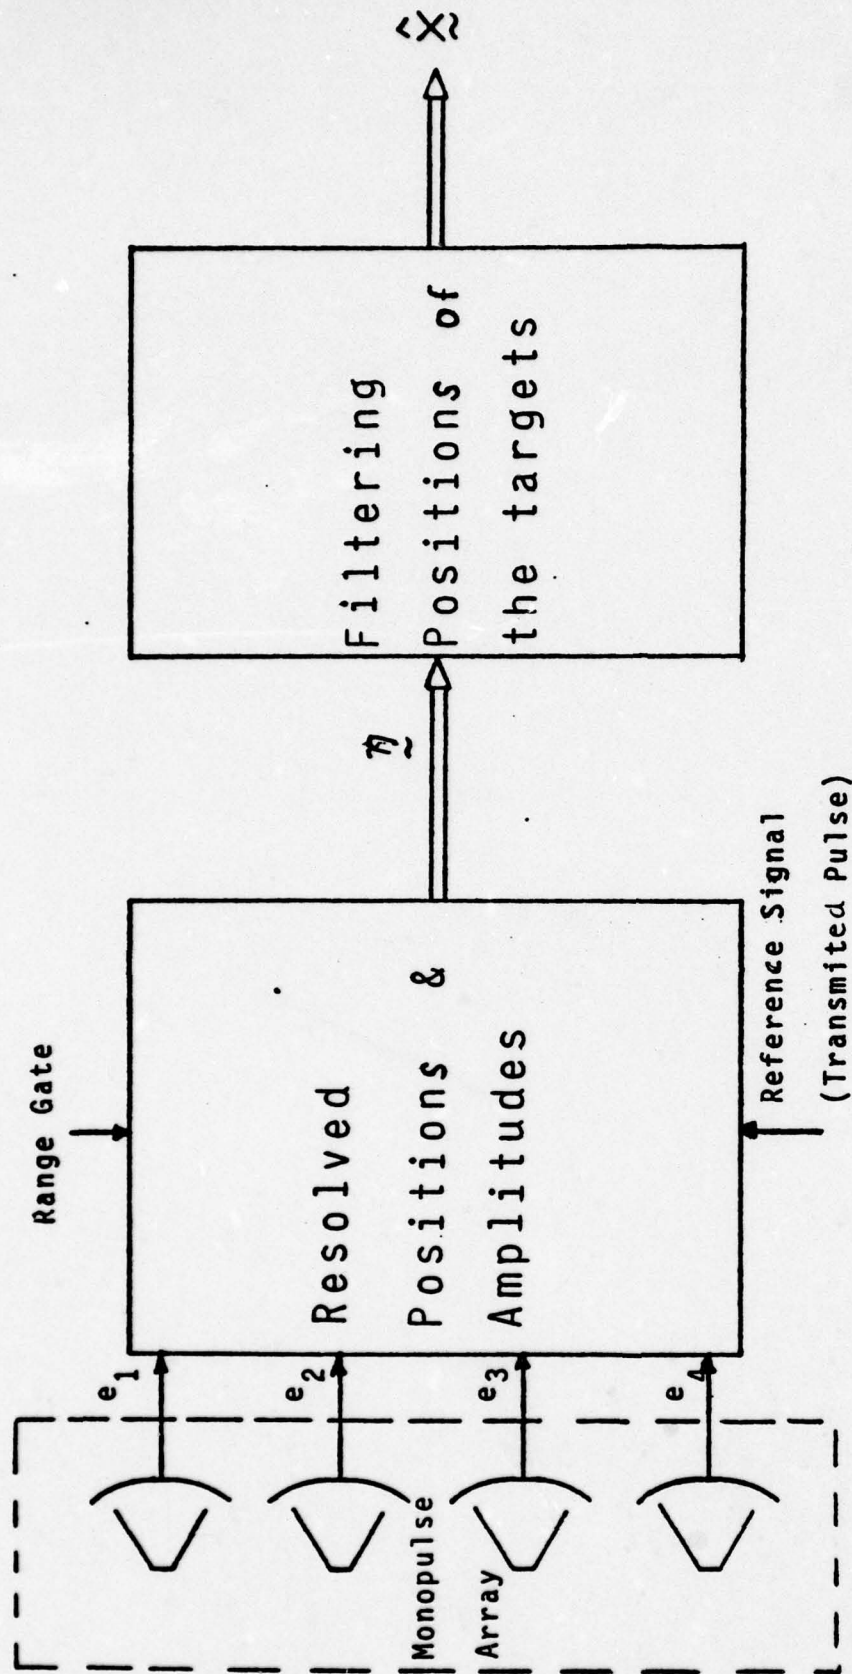 Monopulse
Array
e1
e2
e3
e4
Range Gate
Resolved
Positions &
Amplitudes
Reference Signal
(Transmited Pulse)
η̰
Filtering
Positions of
the targets
X̰̂